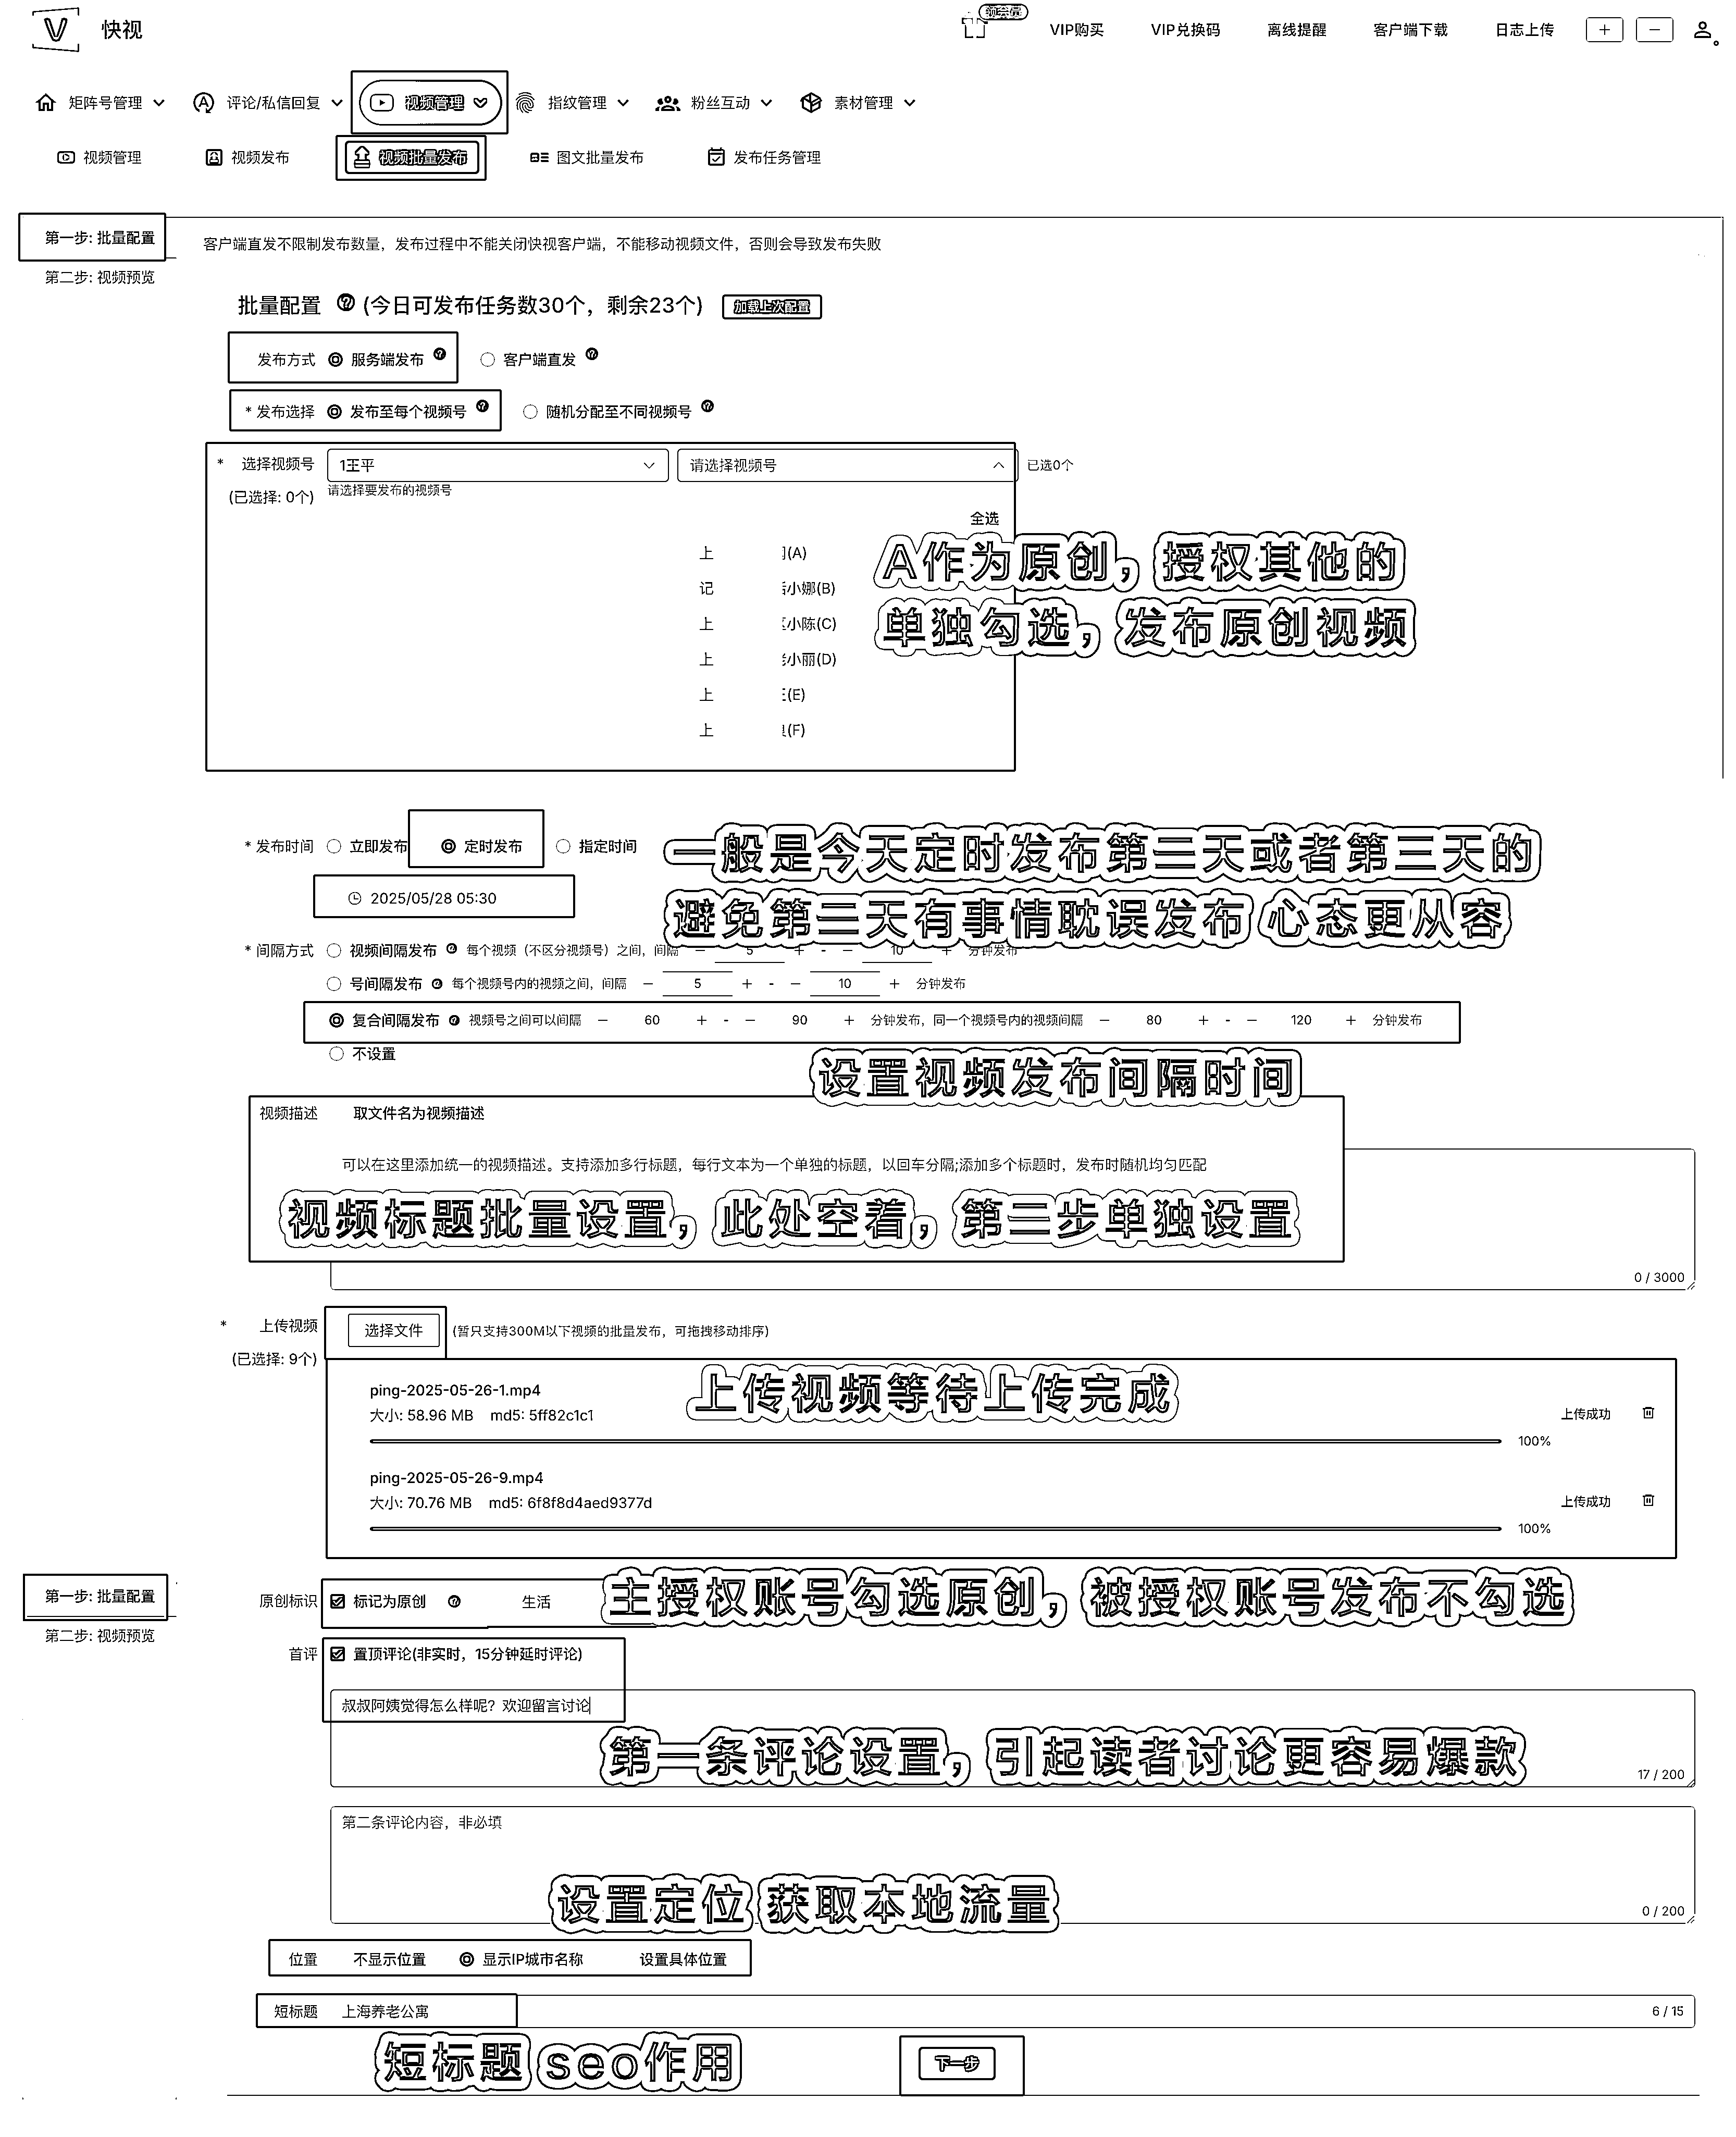 快视
领会员
VIP购买
VIP兑换码
离线提醒
客户端下载
日志上传
矩阵号管理
评论/私信回复
视频管理
指纹管理
粉丝互动
素材管理
视频管理
视频发布
视频批量发布
图文批量发布
发布任务管理
第一步: 批量配置
第二步: 视频预览
客户端直发不限制发布数量，发布过程中不能关闭快视客户端，不能移动视频文件，否则会导致发布失败
批量配置 (今日可发布任务数30个，剩余23个) 加载上次配置
发布方式 服务端发布 客户端直发
* 发布选择 发布至每个视频号 随机分配至不同视频号
* 选择视频号 1王平 请选择视频号 已选0个
(已选择: 0个) 请选择要发布的视频号
全选
上 (A)
记 小娜(B)
上 小陈(C)
上 小丽(D)
上 (E)
上 (F)
A作为原创，授权其他的
单独勾选，发布原创视频
* 发布时间 立即发布 定时发布 指定时间
2025/05/28 05:30
一般是今天定时发布第二天或者第三天的
避免第二天有事情耽误发布 心态更从容
* 间隔方式 视频间隔发布 每个视频（不区分视频号）之间，间隔 − 5 + - − 10 + 分钟发布
号间隔发布 每个视频号内的视频之间，间隔 − 5 + - − 10 + 分钟发布
复合间隔发布 视频号之间可以间隔 − 60 + - − 90 + 分钟发布，同一个视频号内的视频间隔 − 80 + - − 120 + 分钟发布
不设置
设置视频发布间隔时间
视频描述 取文件名为视频描述
可以在这里添加统一的视频描述。支持添加多行标题，每行文本为一个单独的标题，以回车分隔;添加多个标题时，发布时随机均匀匹配
视频标题批量设置，此处空着，第二步单独设置
0 / 3000
* 上传视频 选择文件 (暂只支持300M以下视频的批量发布，可拖拽移动排序)
(已选择: 9个)
上传视频等待上传完成
ping-2025-05-26-1.mp4
大小: 58.96 MB md5: 5ff82c1c1
上传成功
100%
ping-2025-05-26-9.mp4
大小: 70.76 MB md5: 6f8f8d4aed9377d
上传成功
100%
第一步: 批量配置
第二步: 视频预览
原创标识 标记为原创 生活
主授权账号勾选原创，被授权账号发布不勾选
首评 置顶评论(非实时，15分钟延时评论)
叔叔阿姨觉得怎么样呢？欢迎留言讨论
第一条评论设置，引起读者讨论更容易爆款
17 / 200
第二条评论内容，非必填
设置定位 获取本地流量
0 / 200
位置 不显示位置 显示IP城市名称 设置具体位置
短标题 上海养老公寓
6 / 15
短标题 seo作用
下一步